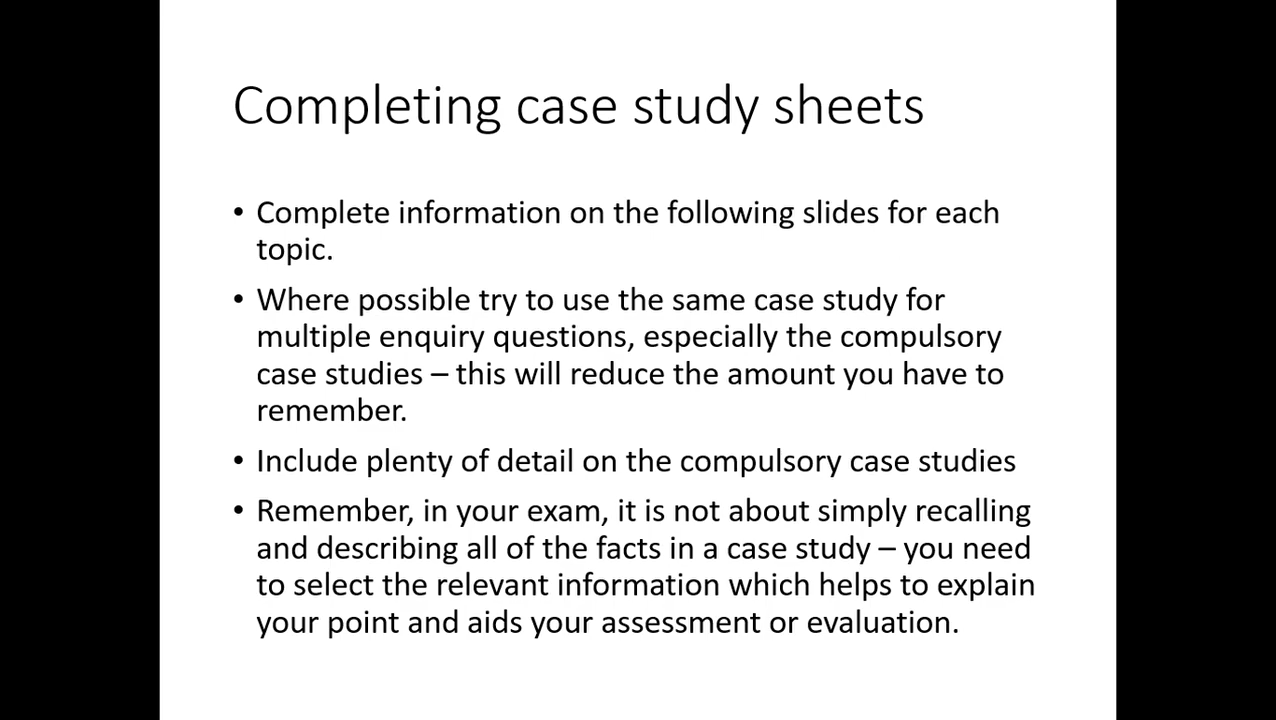 Completing case study sheets
• Complete information on the following slides for each
topic.
• Where possible try to use the same case study for
multiple enquiry questions, especially the compulsory
case studies – this will reduce the amount you have to
remember.
• Include plenty of detail on the compulsory case studies
• Remember, in your exam, it is not about simply recalling
and describing all of the facts in a case study – you need
to select the relevant information which helps to explain
your point and aids your assessment or evaluation.